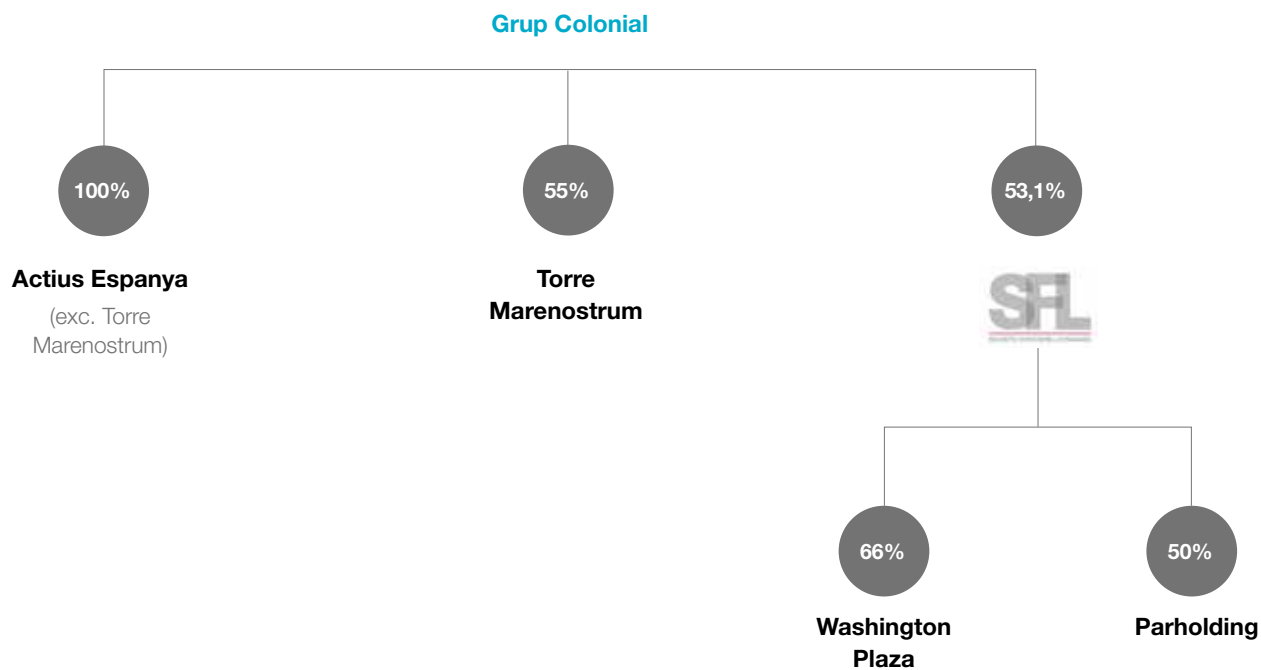 Grup Colonial
100%
55%
53,1%
Actius Espanya
(exc. Torre
Marenostrum)
Torre
Marenostrum
SFL
66%
50%
Washington
Plaza
Parholding